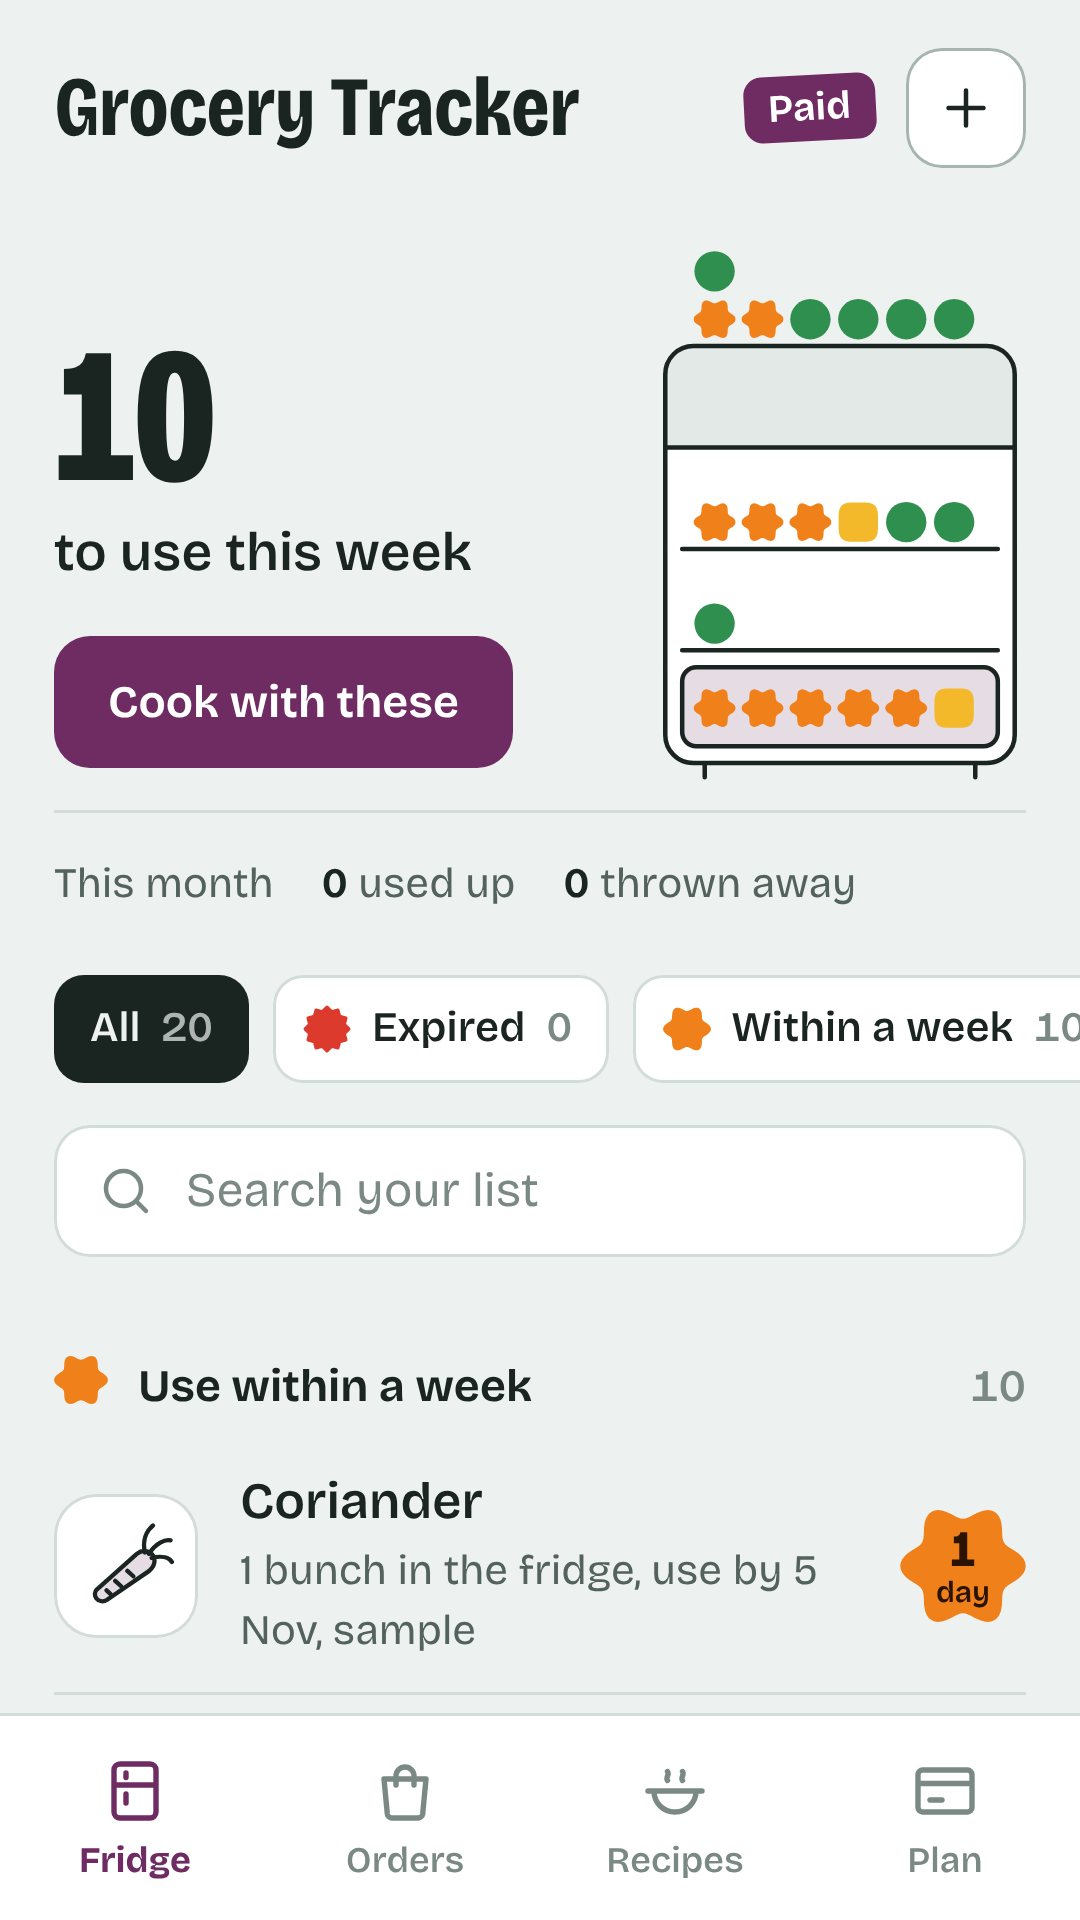 Grocery Tracker
Paid
10
to use this week
Cook with these
This month 0 used up 0 thrown away
All 20 Expired 0 Within a week 10
Search your list
Use within a week 10
Coriander
1 bunch in the fridge, use by 5
Nov, sample
1
day
Fridge Orders Recipes Plan